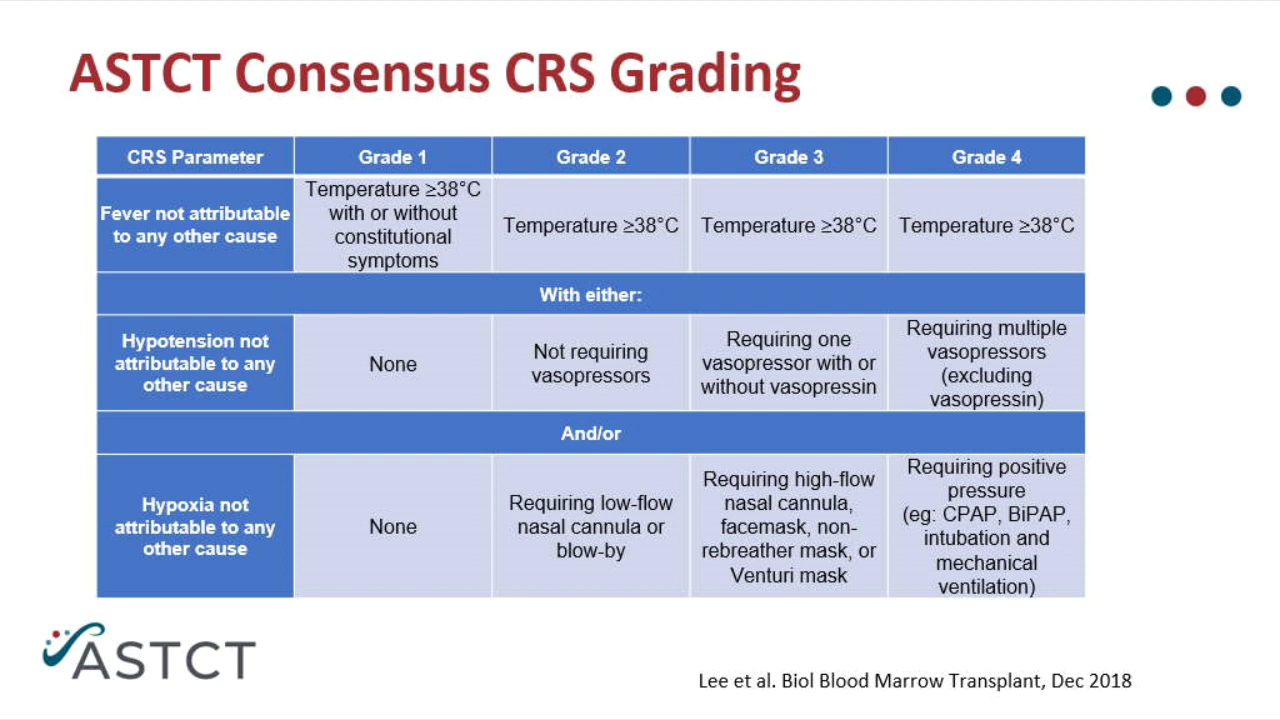 ASTCT Consensus CRS Grading
CRS Parameter
Grade 1
Grade 2
Grade 3
Grade 4
Fever not attributable
to any other cause
Temperature ≥38°C
with or without
constitutional
symptoms
Temperature ≥38°C
Temperature ≥38°C
Temperature ≥38°C
With either:
Hypotension not
attributable to any
other cause
None
Not requiring
vasopressors
Requiring one
vasopressor with or
without vasopressin
Requiring multiple
vasopressors
(excluding
vasopressin)
And/or
Hypoxia not
attributable to any
other cause
None
Requiring low-flow
nasal cannula or
blow-by
Requiring high-flow
nasal cannula,
facemask, non-
rebreather mask, or
Venturi mask
Requiring positive
pressure
(eg: CPAP, BiPAP,
intubation and
mechanical
ventilation)
ASTCT
Lee et al. Biol Blood Marrow Transplant, Dec 2018